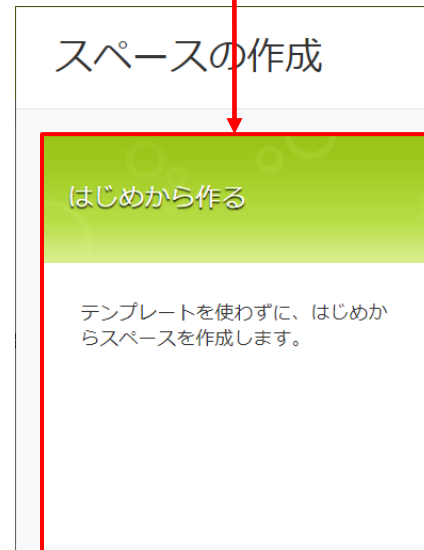 スペースの作成
はじめから作る
テンプレートを使わずに、はじめか
らスペースを作成します。